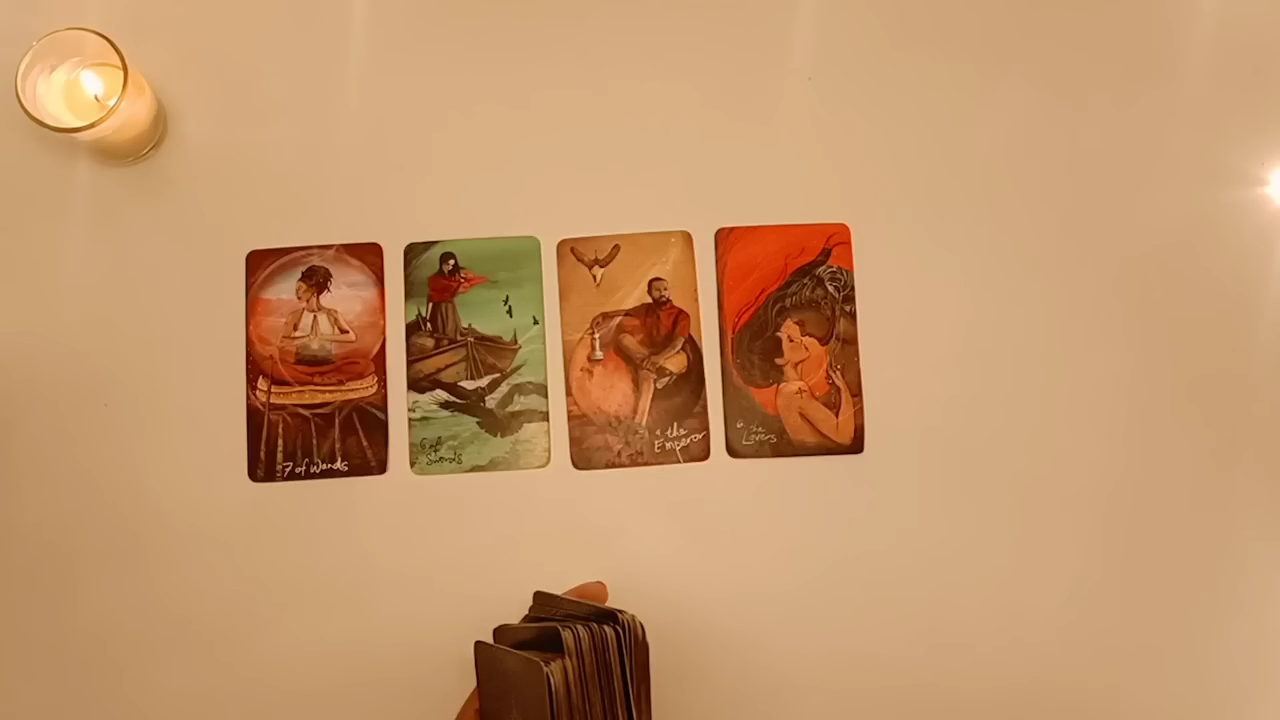 7 of Wands
6 of
Swords
4 the
Emperor
6 the
Lovers